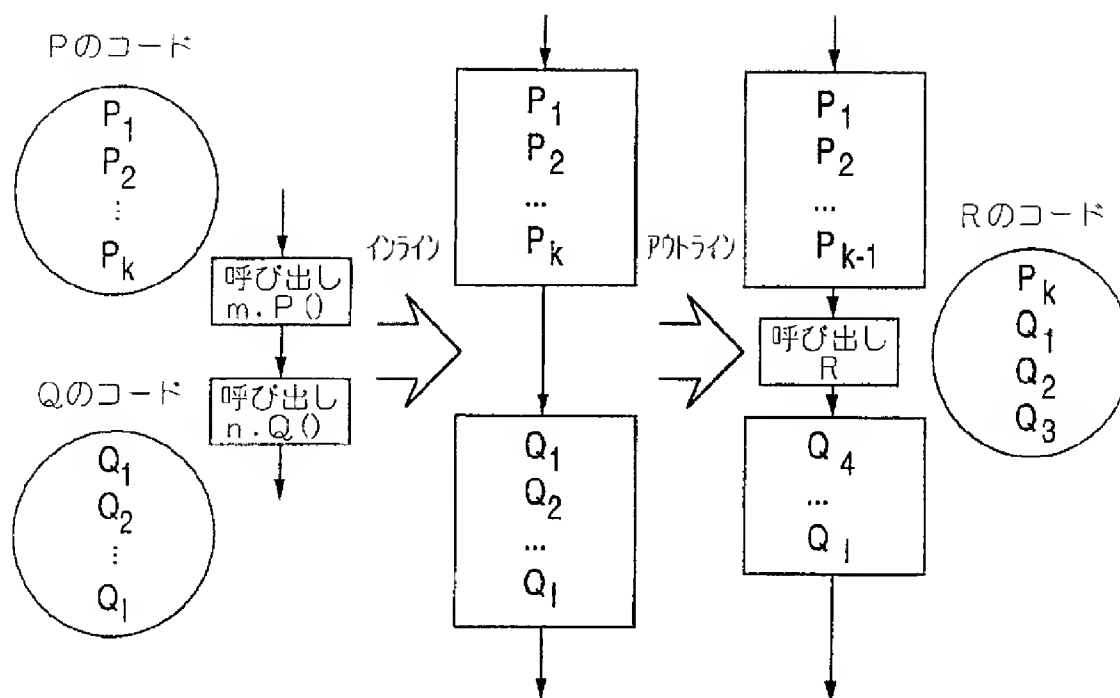 Pのコード
P1
P2
⋮
Pk
呼び出し
m.P()
Qのコード
呼び出し
n.Q()
Q1
Q2
⋮
Ql
インライン
P1
P2
...
Pk
Q1
Q2
...
Ql
アウトライン
P1
P2
...
Pk-1
呼び出し
R
Q4
...
Ql
Rのコード
Pk
Q1
Q2
Q3